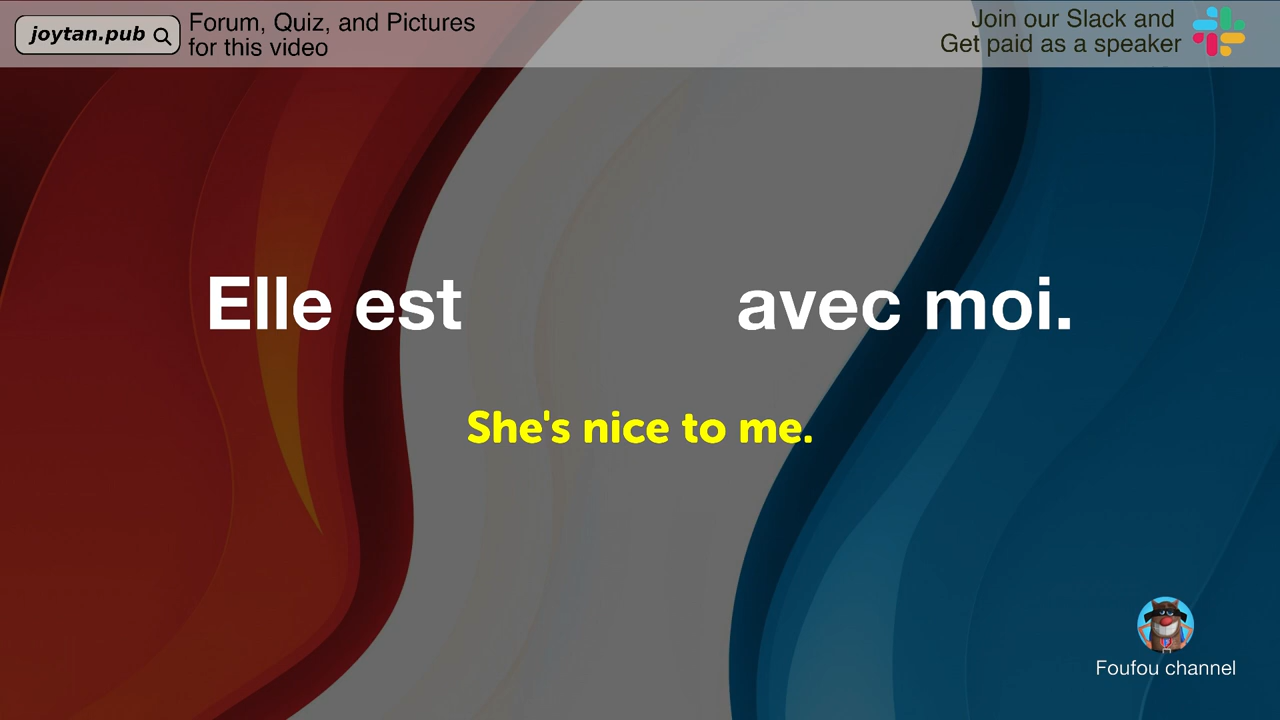 joytan.pub
Forum, Quiz, and Pictures
for this video
Join our Slack and
Get paid as a speaker
Elle est avec moi.
She's nice to me.
Foufou channel